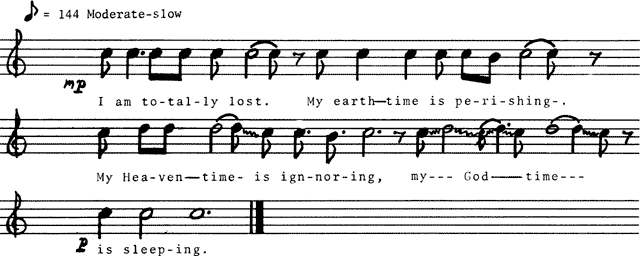 ♪ = 144 Moderate-slow
mp
I am to-tal-ly lost. My earth—time is pe-ri-shing-.
My Hea-ven—time- is ign-nor-ing, my--- God——time---
p is sleep-ing.